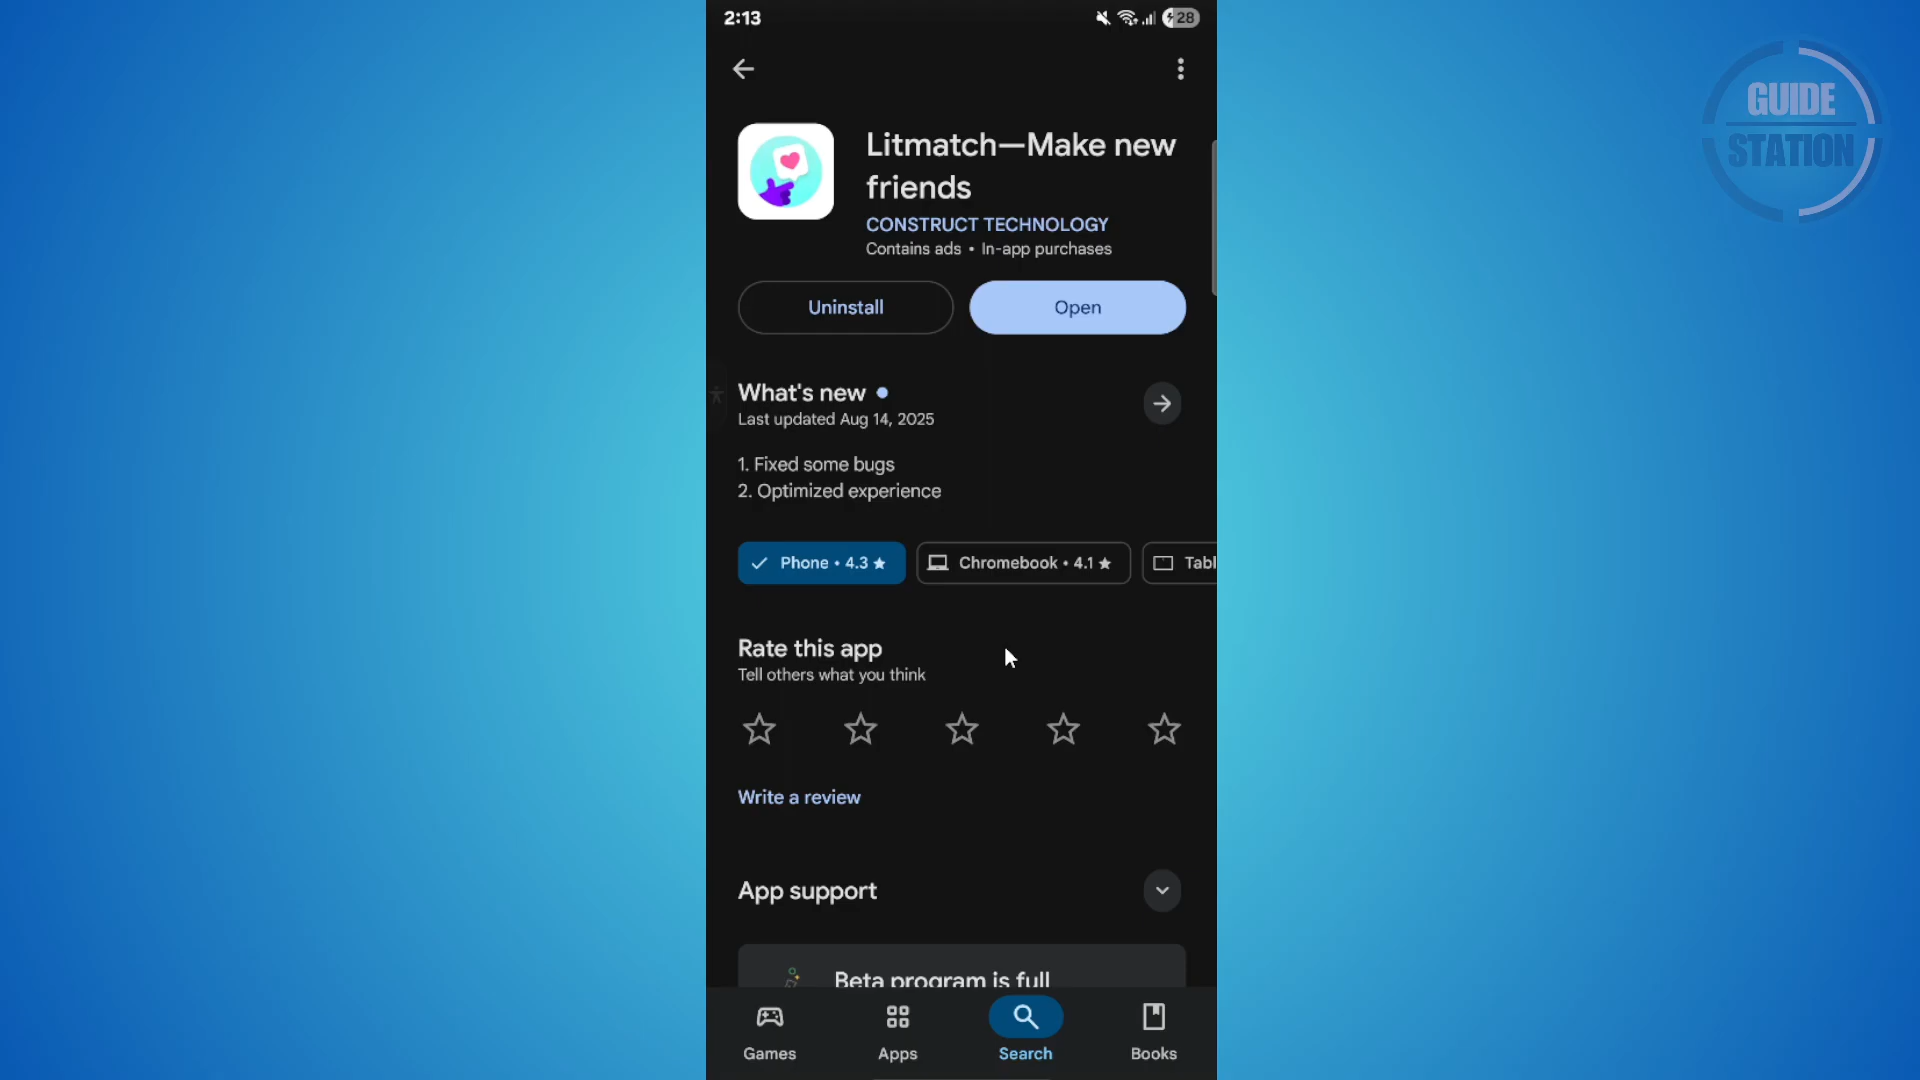 2:13
28
GUIDE
STATION
Litmatch—Make new
friends
CONSTRUCT TECHNOLOGY
Contains ads • In-app purchases
Uninstall
Open
What's new
Last updated Aug 14, 2025
1. Fixed some bugs
2. Optimized experience
Phone • 4.3 ★
Chromebook • 4.1 ★
Tabl
Rate this app
Tell others what you think
Write a review
App support
Beta program is full
Games
Apps
Search
Books